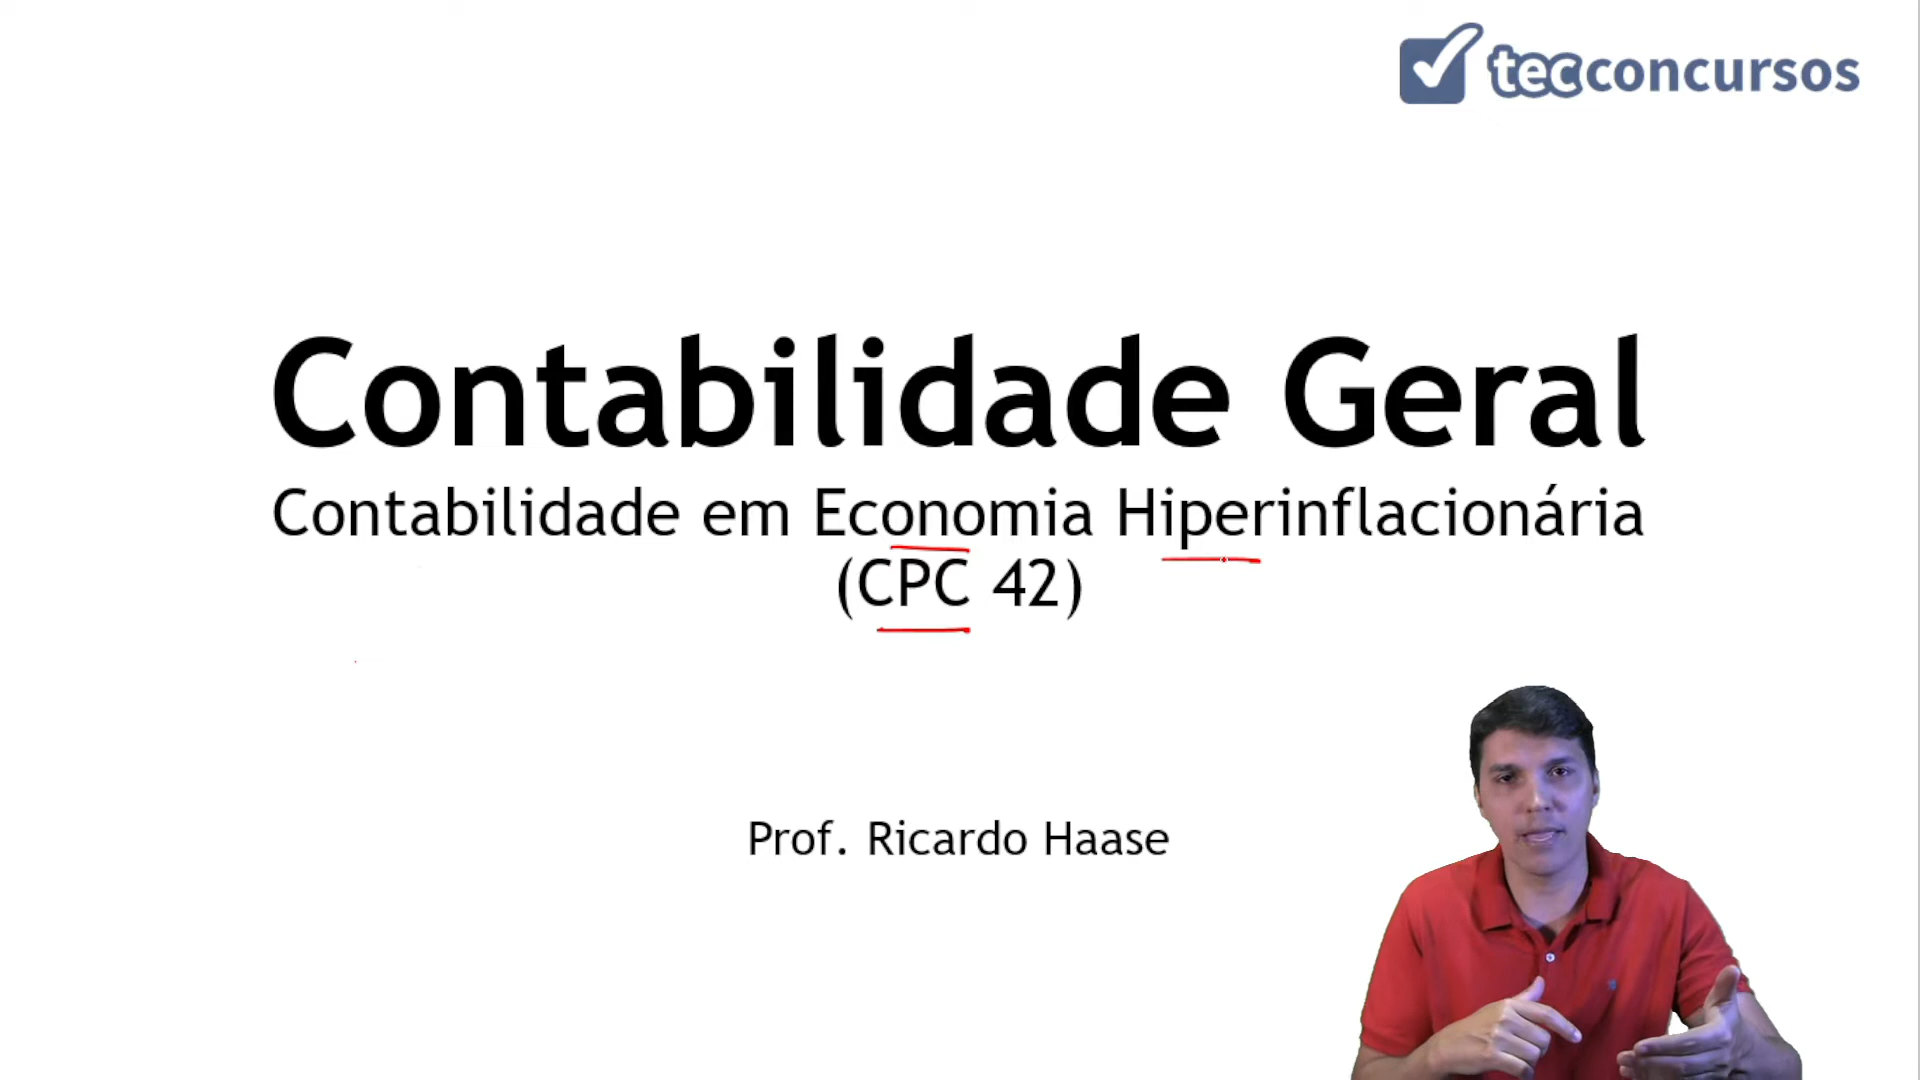 tecconcursos
Contabilidade Geral
Contabilidade em Economia Hiperinflacionária
(CPC 42)
Prof. Ricardo Haase